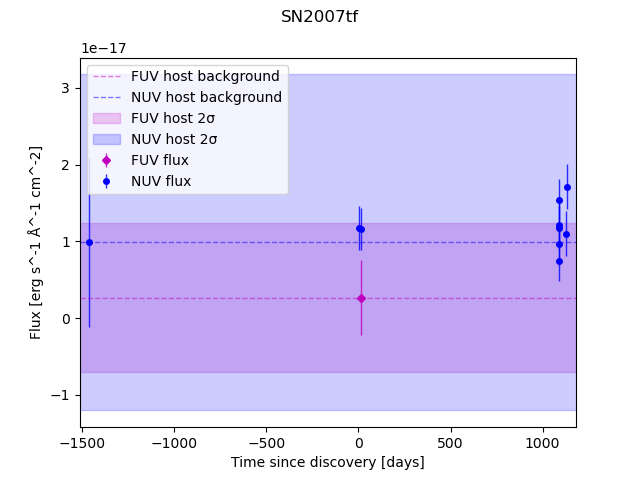 SN2007tf
1e−17
FUV host background
NUV host background
FUV host 2σ
NUV host 2σ
FUV flux
NUV flux
3
2
1
0
−1
Flux [erg s^-1 Å^-1 cm^-2]
−1500
−1000
−500
0
500
1000
Time since discovery [days]